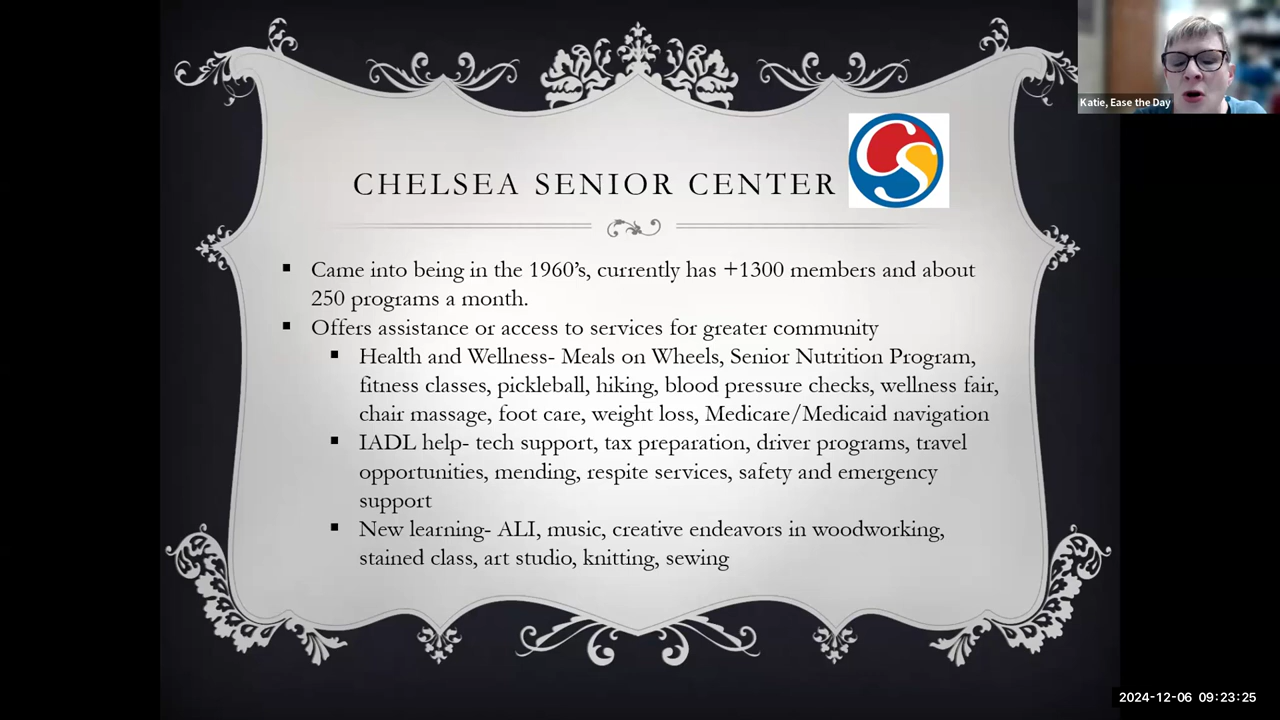 Katie, Ease the Day
CHELSEA SENIOR CENTER
CS
Came into being in the 1960's, currently has +1300 members and about
250 programs a month.
Offers assistance or access to services for greater community
Health and Wellness- Meals on Wheels, Senior Nutrition Program,
fitness classes, pickleball, hiking, blood pressure checks, wellness fair,
chair massage, foot care, weight loss, Medicare/Medicaid navigation
IADL help- tech support, tax preparation, driver programs, travel
opportunities, mending, respite services, safety and emergency
support
New learning- ALI, music, creative endeavors in woodworking,
stained class, art studio, knitting, sewing
2024-12-06 09:23:25